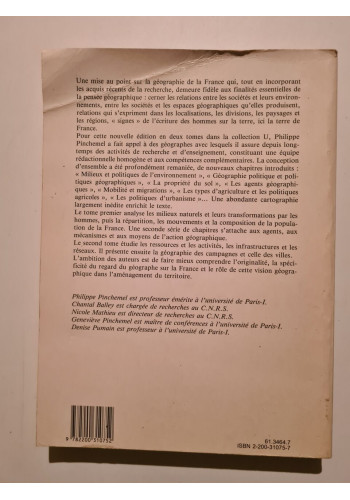 Une mise au point sur la géographie de la France qui, tout en incorporant
les acquis récents de la recherche, demeure fidèle aux finalités essentielles de
la pensée géographique : cerner les relations entre les sociétés et leurs environ-
nements, entre les sociétés et les espaces géographiques qu'elles produisent,
relations qui s'expriment dans les localisations, les divisions, les paysages et
les régions, « signes » de l'écriture des hommes sur la terre, ici la terre de
France.
Pour cette nouvelle édition en deux tomes dans la collection U, Philippe
Pinchemel a fait appel à des géographes avec lesquels il assure depuis long-
temps des activités de recherche et d'enseignement, constituant une équipe
rédactionnelle homogène et aux compétences complémentaires. La conception
d'ensemble a été profondément remaniée, de nouveaux chapitres introduits :
« Milieux et politiques de l'environnement », « Géographie politique et poli-
tiques géographiques », « La propriété du sol », « Les agents géographi-
ques », « Mobilité et migrations », « Les types d'agriculture et les politiques
agricoles », « Les politiques d'urbanisme »... Une abondante cartographie
largement inédite enrichit le texte.
Le tome premier analyse les milieux naturels et leurs transformations par les
hommes, puis la répartition, les mouvements et la composition de la popula-
tion de la France. Une seconde série de chapitres s'attache aux agents, aux
mécanismes et aux moyens de l'action géographique.
Le second tome étudie les ressources et les activités, les infrastructures et les
réseaux. Il présente ensuite la géographie des campagnes et celle des villes.
L'ambition des auteurs est de faire mieux comprendre l'originalité, la spéci-
ficité du regard du géographe sur la France et le rôle de cette vision géogra-
phique dans l'aménagement du territoire.
Philippe Pinchemel est professeur émérite à l'université de Paris-I.
Chantal Balley est chargée de recherches au C.N.R.S.
Nicole Mathieu est directeur de recherches au C.N.R.S.
Geneviève Pinchemel est maître de conférences à l'université de Paris-I.
Denise Pumain est professeur à l'université de Paris-I.
9 782200 310752
61.3464.7
ISBN 2-200-31075-7